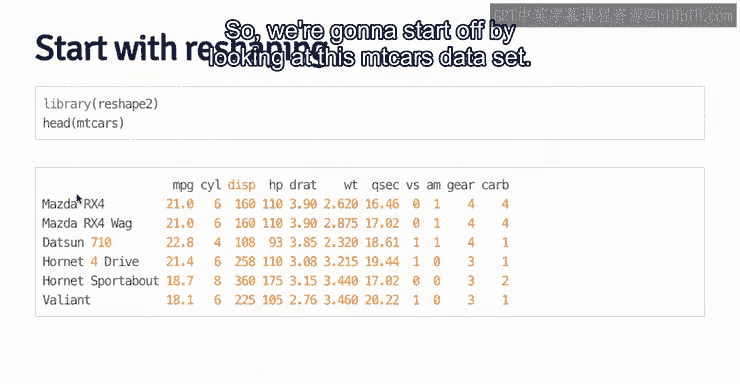 Start with reshaping
So, we're gonna start off by
looking at this mtcars data set.
library(reshape2)
head(mtcars)
mpg cyl disp hp drat wt qsec vs am gear carb
Mazda RX4 21.0 6 160 110 3.90 2.620 16.46 0 1 4 4
Mazda RX4 Wag 21.0 6 160 110 3.90 2.875 17.02 0 1 4 4
Datsun 710 22.8 4 108 93 3.85 2.320 18.61 1 1 4 1
Hornet 4 Drive 21.4 6 258 110 3.08 3.215 19.44 1 0 3 1
Hornet Sportabout 18.7 8 360 175 3.15 3.440 17.02 0 0 3 2
Valiant 18.1 6 225 105 2.76 3.460 20.22 1 0 3 1